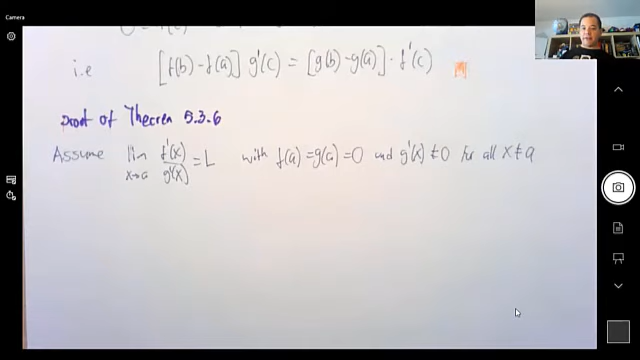 Camera
i.e [f(b) - f(a)] g'(c) = [g(b) - g(a)] · f'(c)
proof of Theorem 5.3.6
Assume lim x→a f'(x)/g'(x) = L with f(a) = g(a) = 0 and g'(x) ≠ 0 for all x ≠ a